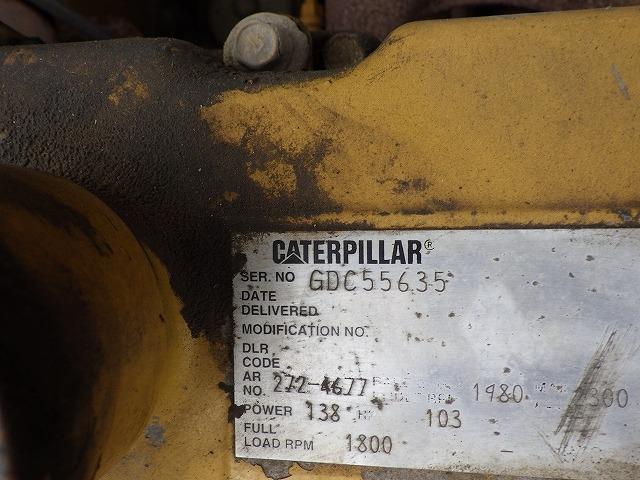 CATERPILLAR®
SER. NO GDC55635
DATE
DELIVERED
MODIFICATION NO.
DLR
CODE
AR
NO. 272-4677 1980 300
POWER 138 103
FULL
LOAD RPM 1800